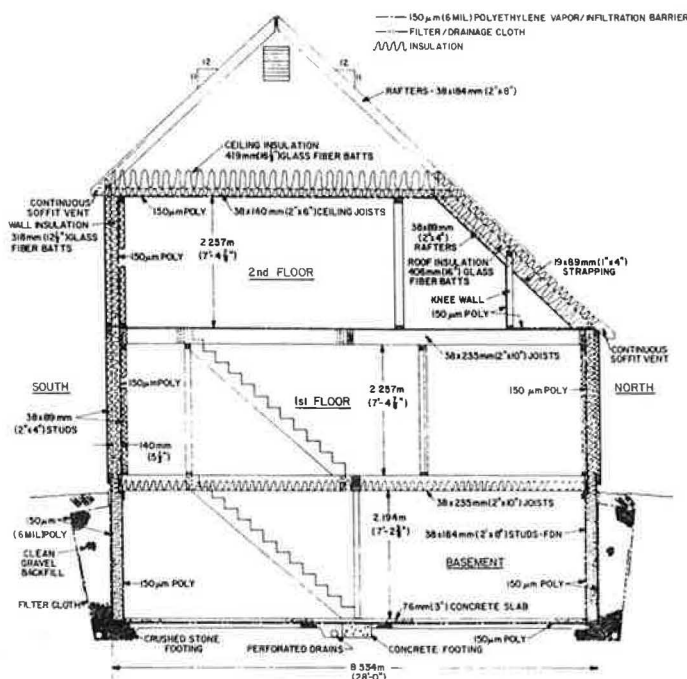 150µm (6MIL) POLYETHYLENE VAPOR/INFILTRATION BARRIER
FILTER/DRAINAGE CLOTH
INSULATION
12
11
12
11
RAFTERS-38x184mm (2"x8")
CEILING INSULATION
419mm(16½")GLASS FIBER BATTS
CONTINUOUS
SOFFIT VENT
WALL INSULATION
318mm(12½")GLASS
FIBER BATTS
150µm POLY
38x140mm(2"x6")CEILING JOISTS
150µm POLY
2.257m
(7'-4⅞")
2nd FLOOR
38x89mm
(2"x4")
RAFTERS
ROOF INSULATION
406mm(16") GLASS
FIBER BATTS
19x89mm(1"x4")
STRAPPING
KNEE WALL
150µm POLY
38x235mm(2"x10")JOISTS
CONTINUOUS
SOFFIT VENT
SOUTH
NORTH
150µm POLY
1st FLOOR
2.257m
(7'-4⅞")
150µm POLY
38x89mm
(2"x4")STUDS
140mm
(5½")
38x235mm(2"x10")JOISTS
150µm
(6MIL)POLY
2.194m
(7'-2⅜")
38x184mm(2"x8")STUDS-FDN
CLEAN
GRAVEL
BACKFILL
BASEMENT
150µm POLY
150µm POLY
FILTER CLOTH
76mm(3")CONCRETE SLAB
CRUSHED STONE
FOOTING
PERFORATED DRAINS
CONCRETE FOOTING
150µm POLY
8.534m
(28'-0")